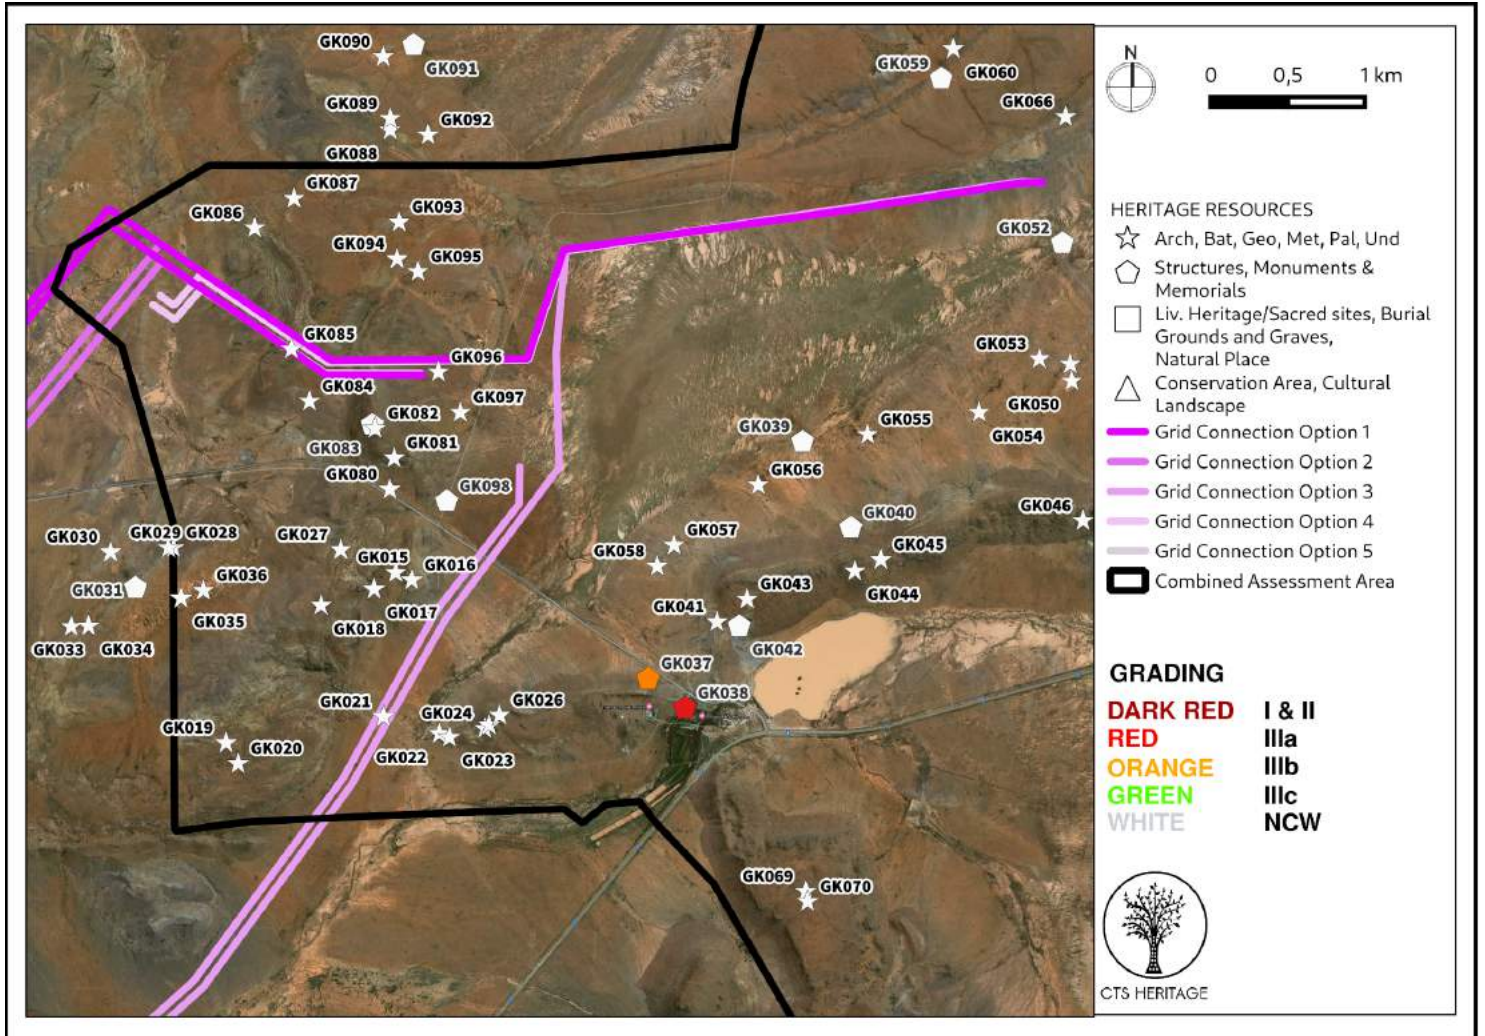 GK090
GK091
GK059
GK060
GK066
GK089
GK092
GK088
GK087
GK086
GK093
GK094
GK095
GK052
GK085
GK096
GK053
GK084
GK082
GK097
GK050
GK054
GK083
GK081
GK039
GK055
GK080
GK098
GK056
GK046
GK030
GK029
GK028
GK027
GK057
GK040
GK015
GK016
GK058
GK045
GK031
GK036
GK043
GK044
GK035
GK017
GK018
GK041
GK033
GK034
GK042
GK037
GK038
GK021
GK024
GK026
GK019
GK020
GK022
GK023
GK069
GK070
N
0 0,5 1 km
HERITAGE RESOURCES
Arch, Bat, Geo, Met, Pal, Und
Structures, Monuments &
Memorials
Liv. Heritage/Sacred sites, Burial
Grounds and Graves,
Natural Place
Conservation Area, Cultural
Landscape
Grid Connection Option 1
Grid Connection Option 2
Grid Connection Option 3
Grid Connection Option 4
Grid Connection Option 5
Combined Assessment Area
GRADING
DARK RED I & II
RED IIIa
ORANGE IIIb
GREEN IIIc
WHITE NCW
CTS HERITAGE